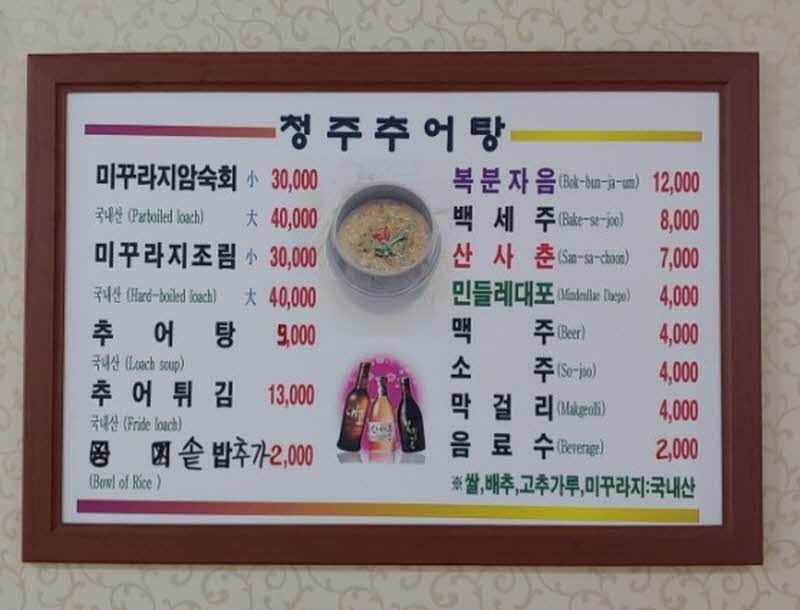 청주추어탕
미꾸라지암숙회 小 30,000
국내산 (Parboiled loach) 大 40,000
미꾸라지조림 小 30,000
국내산 (Hard-boiled loach) 大 40,000
추 어 탕 9,000
국내산 (Loach soup)
추 어 튀 김 13,000
국내산 (Fride loach)
공 기 솥 밥추가 2,000
(Bowl of Rice )
복 분 자 음 (Bok-bun-ja-um) 12,000
백 세 주 (Bake-se-joo) 8,000
산 사 춘 (San-sa-choon) 7,000
민들레대포 (Mindeullae Daepo) 4,000
맥 주 (Beer) 4,000
소 주 (So-joo) 4,000
막 걸 리 (Makgeolli) 4,000
음 료 수 (Beverage) 2,000
※쌀,배추,고추가루,미꾸라지:국내산